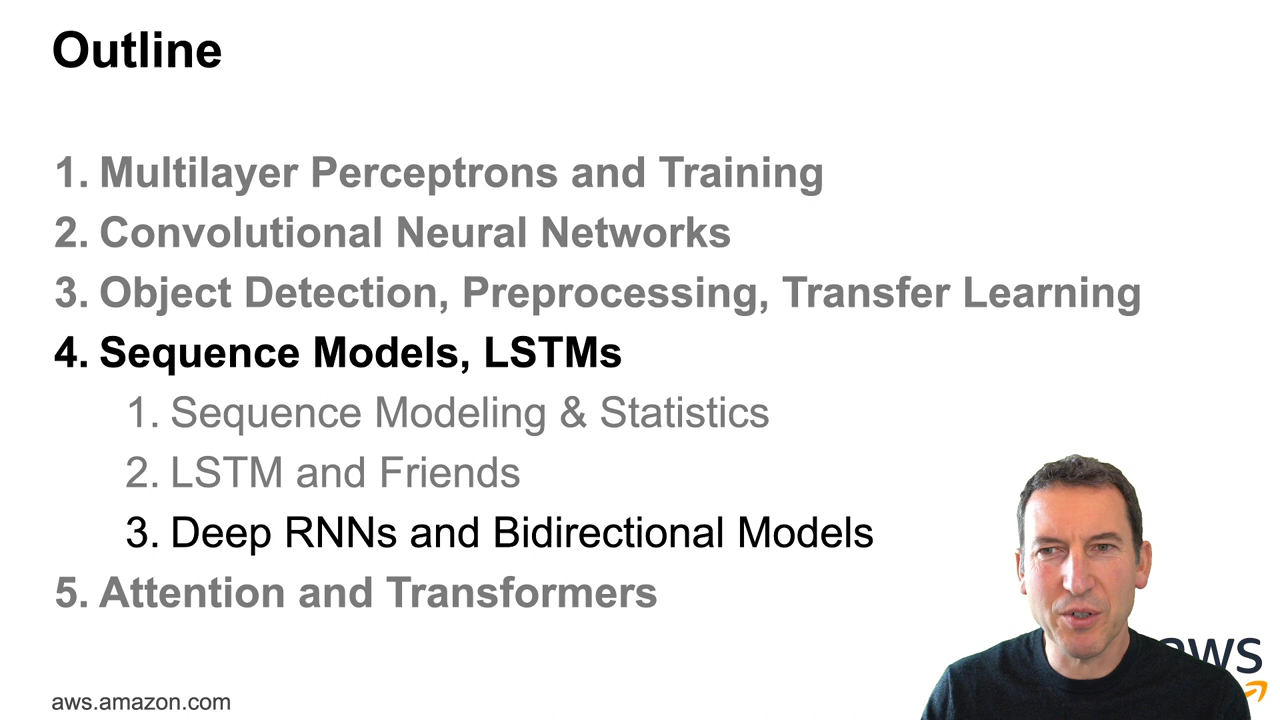 Outline
1. Multilayer Perceptrons and Training
2. Convolutional Neural Networks
3. Object Detection, Preprocessing, Transfer Learning
4. Sequence Models, LSTMs
1. Sequence Modeling & Statistics
2. LSTM and Friends
3. Deep RNNs and Bidirectional Models
5. Attention and Transformers
aws
aws.amazon.com